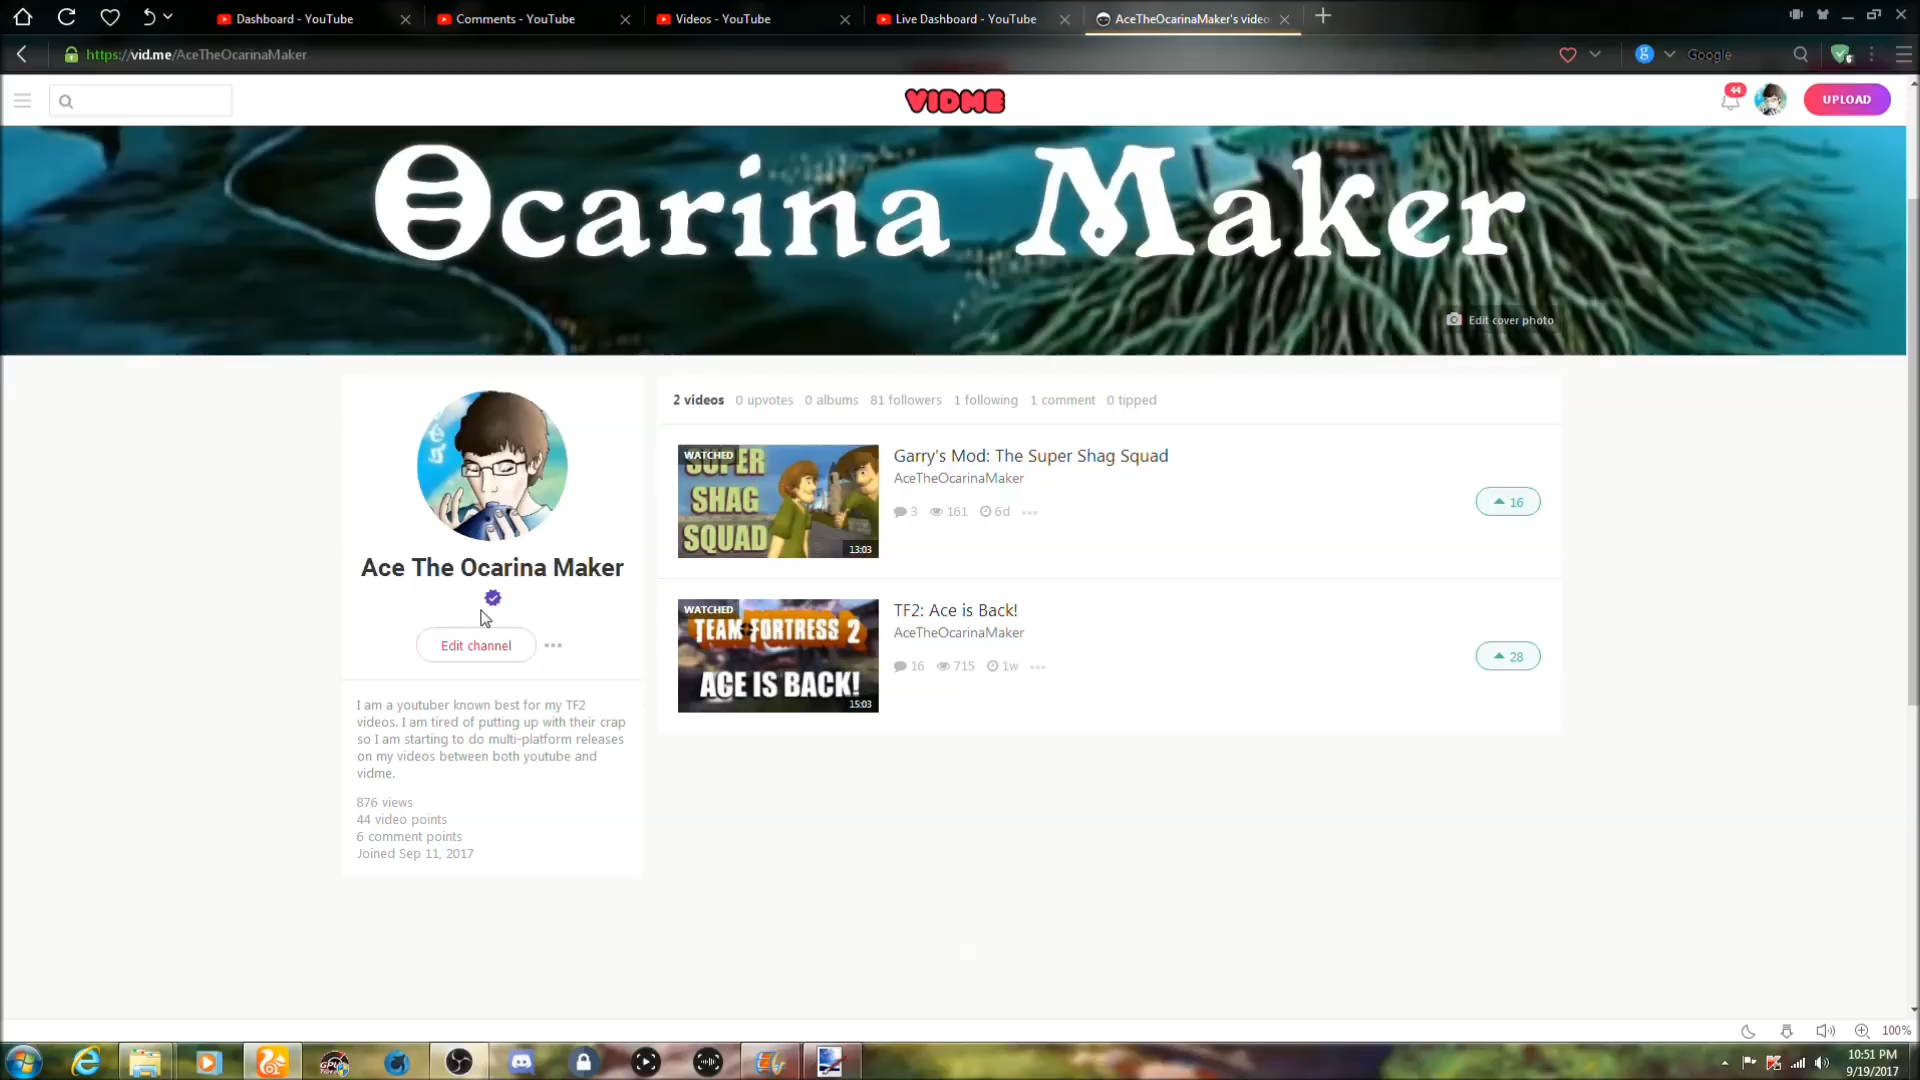 Dashboard - YouTube
Comments - YouTube
Videos - YouTube
Live Dashboard - YouTube
AceTheOcarinaMaker's video
https://vid.me/AceTheOcarinaMaker
Google
6
VIDME
44
UPLOAD
Ocarina Maker
Edit cover photo
Ace The Ocarina Maker
Edit channel
I am a youtuber known best for my TF2
videos. I am tired of putting up with their crap
so I am starting to do multi-platform releases
on my videos between both youtube and
vidme.
876 views
44 video points
6 comment points
Joined Sep 11, 2017
2 videos 0 upvotes 0 albums 81 followers 1 following 1 comment 0 tipped
WATCHED
SUPER
SHAG
SQUAD
13:03
Garry's Mod: The Super Shag Squad
AceTheOcarinaMaker
3 161 6d
16
WATCHED
TEAM FORTRESS 2
ACE IS BACK!
15:03
TF2: Ace is Back!
AceTheOcarinaMaker
16 715 1w
28
100%
10:51 PM
9/19/2017